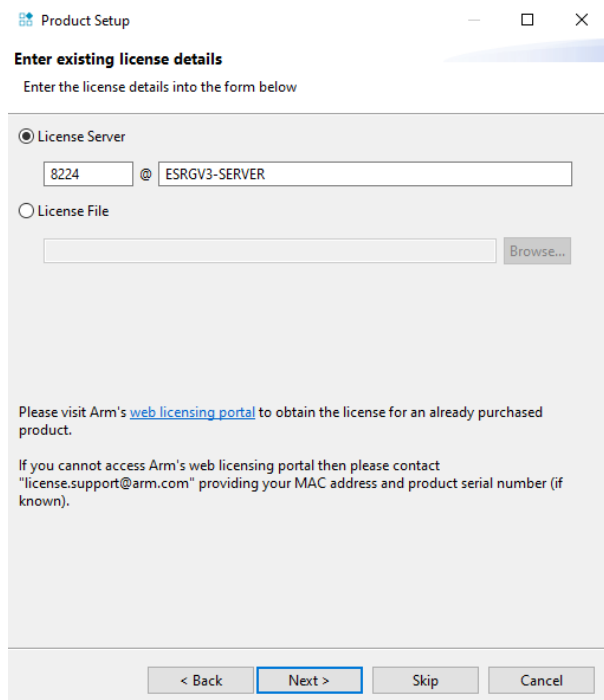 Product Setup
Enter existing license details
Enter the license details into the form below
License Server
8224 @ ESRGV3-SERVER
License File
Browse...
Please visit Arm's web licensing portal to obtain the license for an already purchased
product.
If you cannot access Arm's web licensing portal then please contact
"license.support@arm.com" providing your MAC address and product serial number (if
known).
< Back Next > Skip Cancel